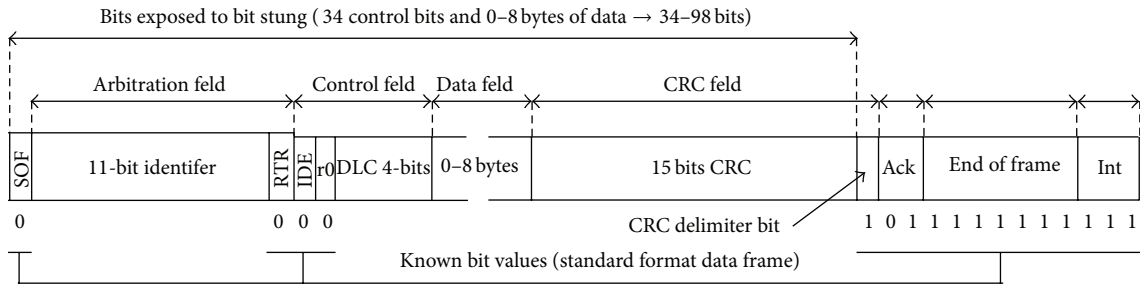 Bits exposed to bit stung ( 34 control bits and 0–8 bytes of data → 34–98 bits)
Arbitration feld Control feld Data feld CRC feld
SOF 11-bit identifer RTR IDE r0 DLC 4-bits 0–8 bytes 15 bits CRC Ack End of frame Int
0 0 0 0 CRC delimiter bit 1 0 1 1 1 1 1 1 1 1 1 1 1
Known bit values (standard format data frame)